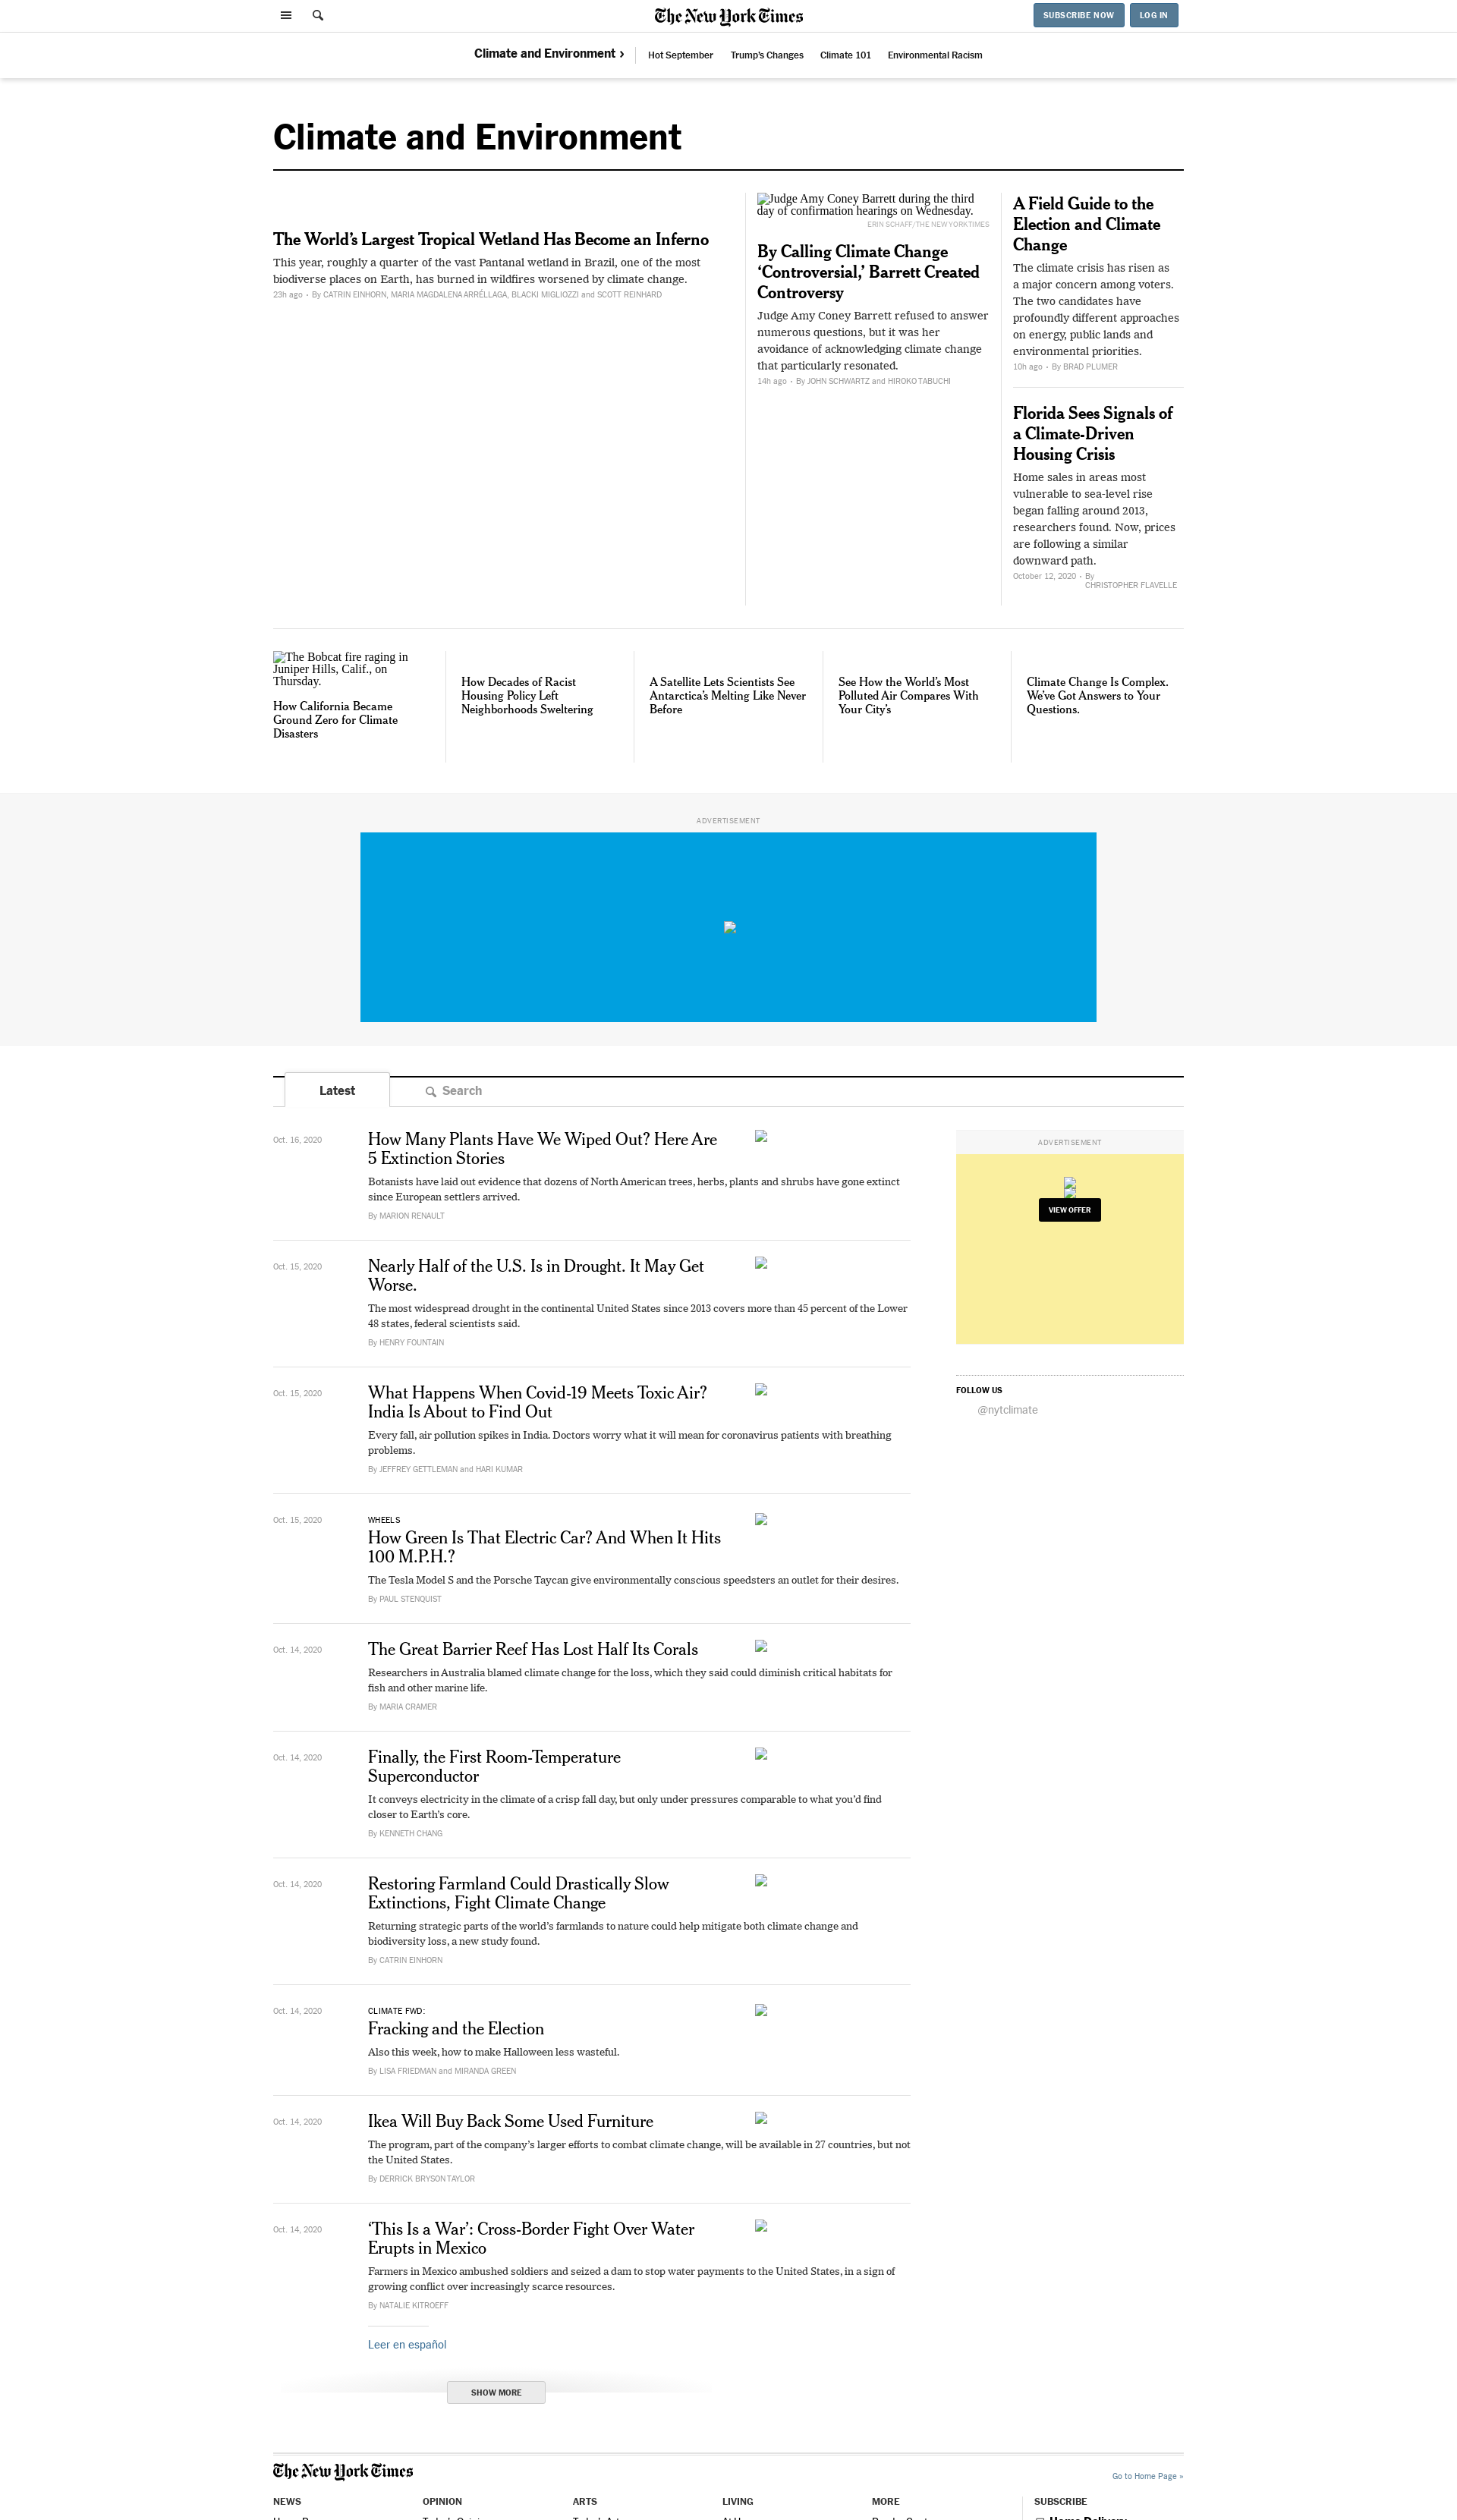 The New York Times
SUBSCRIBE NOW
LOG IN
Climate and Environment ›
Hot September
Trump's Changes
Climate 101
Environmental Racism
Climate and Environment
The World's Largest Tropical Wetland Has Become an Inferno
This year, roughly a quarter of the vast Pantanal wetland in Brazil, one of the most
biodiverse places on Earth, has burned in wildfires worsened by climate change.
23h ago · By CATRIN EINHORN, MARIA MAGDALENA ARRÉLLAGA, BLACKI MIGLIOZZI and SCOTT REINHARD
Judge Amy Coney Barrett during the third
day of confirmation hearings on Wednesday.
ERIN SCHAFF/THE NEW YORK TIMES
By Calling Climate Change
‘Controversial,’ Barrett Created
Controversy
Judge Amy Coney Barrett refused to answer
numerous questions, but it was her
avoidance of acknowledging climate change
that particularly resonated.
14h ago · By JOHN SCHWARTZ and HIROKO TABUCHI
A Field Guide to the
Election and Climate
Change
The climate crisis has risen as
a major concern among voters.
The two candidates have
profoundly different approaches
on energy, public lands and
environmental priorities.
10h ago · By BRAD PLUMER
Florida Sees Signals of
a Climate-Driven
Housing Crisis
Home sales in areas most
vulnerable to sea-level rise
began falling around 2013,
researchers found. Now, prices
are following a similar
downward path.
October 12, 2020 · By
CHRISTOPHER FLAVELLE
The Bobcat fire raging in
Juniper Hills, Calif., on
Thursday.
How California Became
Ground Zero for Climate
Disasters
How Decades of Racist
Housing Policy Left
Neighborhoods Sweltering
A Satellite Lets Scientists See
Antarctica's Melting Like Never
Before
See How the World's Most
Polluted Air Compares With
Your City's
Climate Change Is Complex.
We've Got Answers to Your
Questions.
ADVERTISEMENT
Latest
Search
Oct. 16, 2020
How Many Plants Have We Wiped Out? Here Are
5 Extinction Stories
Botanists have laid out evidence that dozens of North American trees, herbs, plants and shrubs have gone extinct
since European settlers arrived.
By MARION RENAULT
ADVERTISEMENT
VIEW OFFER
Oct. 15, 2020
Nearly Half of the U.S. Is in Drought. It May Get
Worse.
The most widespread drought in the continental United States since 2013 covers more than 45 percent of the Lower
48 states, federal scientists said.
By HENRY FOUNTAIN
FOLLOW US
@nytclimate
Oct. 15, 2020
What Happens When Covid-19 Meets Toxic Air?
India Is About to Find Out
Every fall, air pollution spikes in India. Doctors worry what it will mean for coronavirus patients with breathing
problems.
By JEFFREY GETTLEMAN and HARI KUMAR
Oct. 15, 2020
WHEELS
How Green Is That Electric Car? And When It Hits
100 M.P.H.?
The Tesla Model S and the Porsche Taycan give environmentally conscious speedsters an outlet for their desires.
By PAUL STENQUIST
Oct. 14, 2020
The Great Barrier Reef Has Lost Half Its Corals
Researchers in Australia blamed climate change for the loss, which they said could diminish critical habitats for
fish and other marine life.
By MARIA CRAMER
Oct. 14, 2020
Finally, the First Room-Temperature
Superconductor
It conveys electricity in the climate of a crisp fall day, but only under pressures comparable to what you'd find
closer to Earth's core.
By KENNETH CHANG
Oct. 14, 2020
Restoring Farmland Could Drastically Slow
Extinctions, Fight Climate Change
Returning strategic parts of the world's farmlands to nature could help mitigate both climate change and
biodiversity loss, a new study found.
By CATRIN EINHORN
Oct. 14, 2020
CLIMATE FWD:
Fracking and the Election
Also this week, how to make Halloween less wasteful.
By LISA FRIEDMAN and MIRANDA GREEN
Oct. 14, 2020
Ikea Will Buy Back Some Used Furniture
The program, part of the company's larger efforts to combat climate change, will be available in 27 countries, but not
the United States.
By DERRICK BRYSON TAYLOR
Oct. 14, 2020
‘This Is a War’: Cross-Border Fight Over Water
Erupts in Mexico
Farmers in Mexico ambushed soldiers and seized a dam to stop water payments to the United States, in a sign of
growing conflict over increasingly scarce resources.
By NATALIE KITROEFF
Leer en español
SHOW MORE
The New York Times
Go to Home Page »
NEWS
OPINION
ARTS
LIVING
MORE
SUBSCRIBE